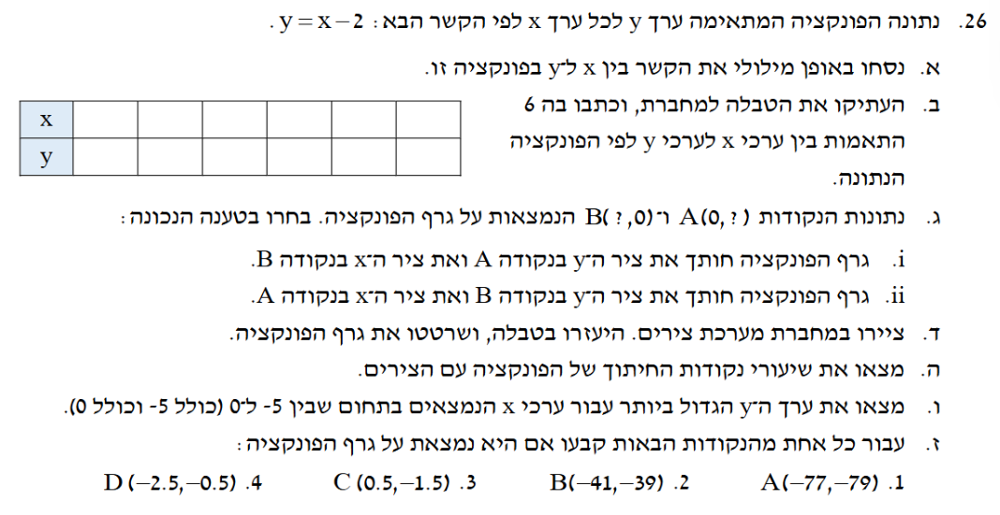 26. נתונה הפונקציה המתאימה ערך y לכל ערך x לפי הקשר הבא: y = x – 2.
א. נסחו באופן מילולי את הקשר בין x ל־y בפונקציה זו.
ב. העתיקו את הטבלה למחברת, וכתבו בה 6
התאמות בין ערכי x לערכי y לפי הפונקציה
הנתונה.
x
y
ג. נתונות הנקודות A(0, ?) ו־B(?, 0) הנמצאות על גרף הפונקציה. בחרו בטענה הנכונה:
i. גרף הפונקציה חותך את ציר ה־y בנקודה A ואת ציר ה־x בנקודה B.
ii. גרף הפונקציה חותך את ציר ה־y בנקודה B ואת ציר ה־x בנקודה A.
ד. ציירו במחברת מערכת צירים. היעזרו בטבלה, ושרטטו את גרף הפונקציה.
ה. מצאו את שיעורי נקודות החיתוך של הפונקציה עם הצירים.
ו. מצאו את ערך ה־y הגדול ביותר עבור ערכי x הנמצאים בתחום שבין 5- ל־0 (כולל 5- וכולל 0).
ז. עבור כל אחת מהנקודות הבאות קבעו אם היא נמצאת על גרף הפונקציה:
1. A(–77,–79) 2. B(–41,–39) 3. C (0.5,–1.5) 4. D (–2.5,–0.5)